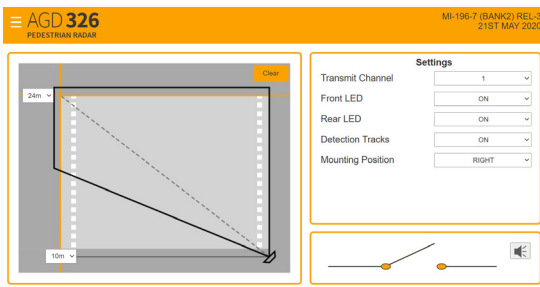 AGD 326
PEDESTRIAN RADAR
MI-196-7 (BANK2) REL-3
21ST MAY 2020
Clear
24m
10m
Settings
Transmit Channel 1
Front LED ON
Rear LED ON
Detection Tracks ON
Mounting Position RIGHT